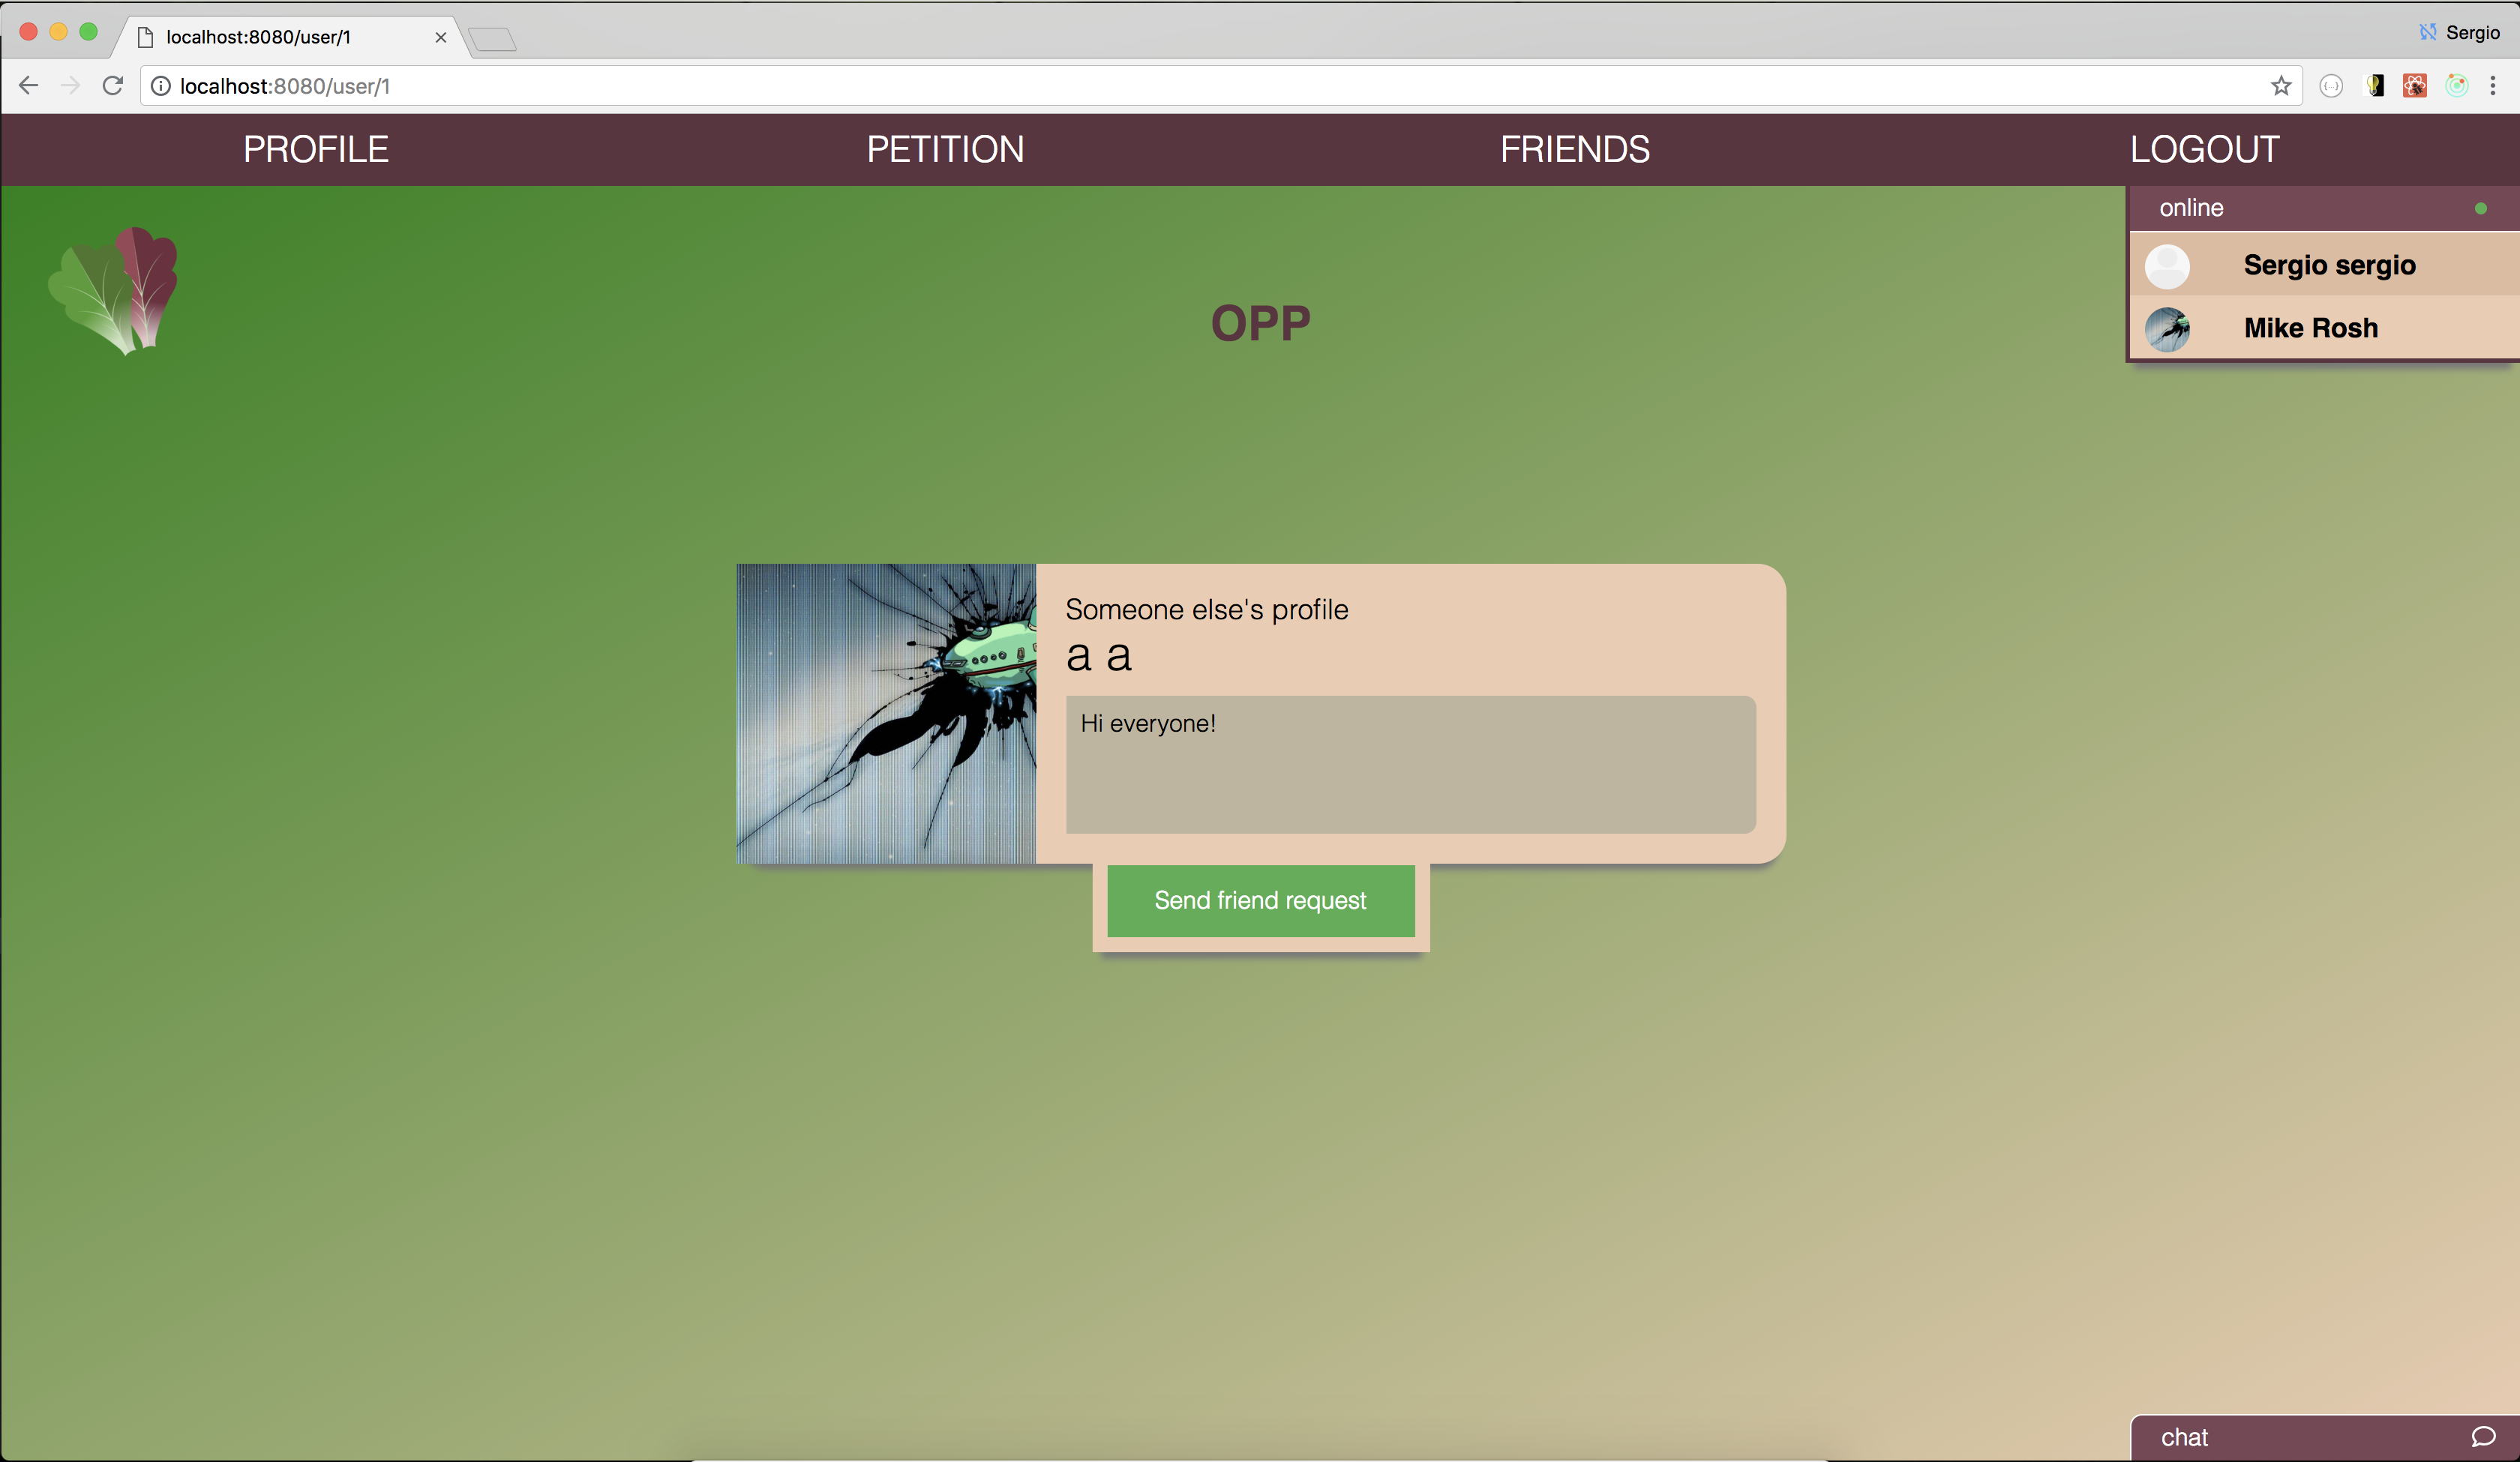 localhost:8080/user/1
Sergio
localhost:8080/user/1
PROFILE
PETITION
FRIENDS
LOGOUT
online
Sergio sergio
Mike Rosh
OPP
Someone else's profile
a a
Hi everyone!
Send friend request
chat